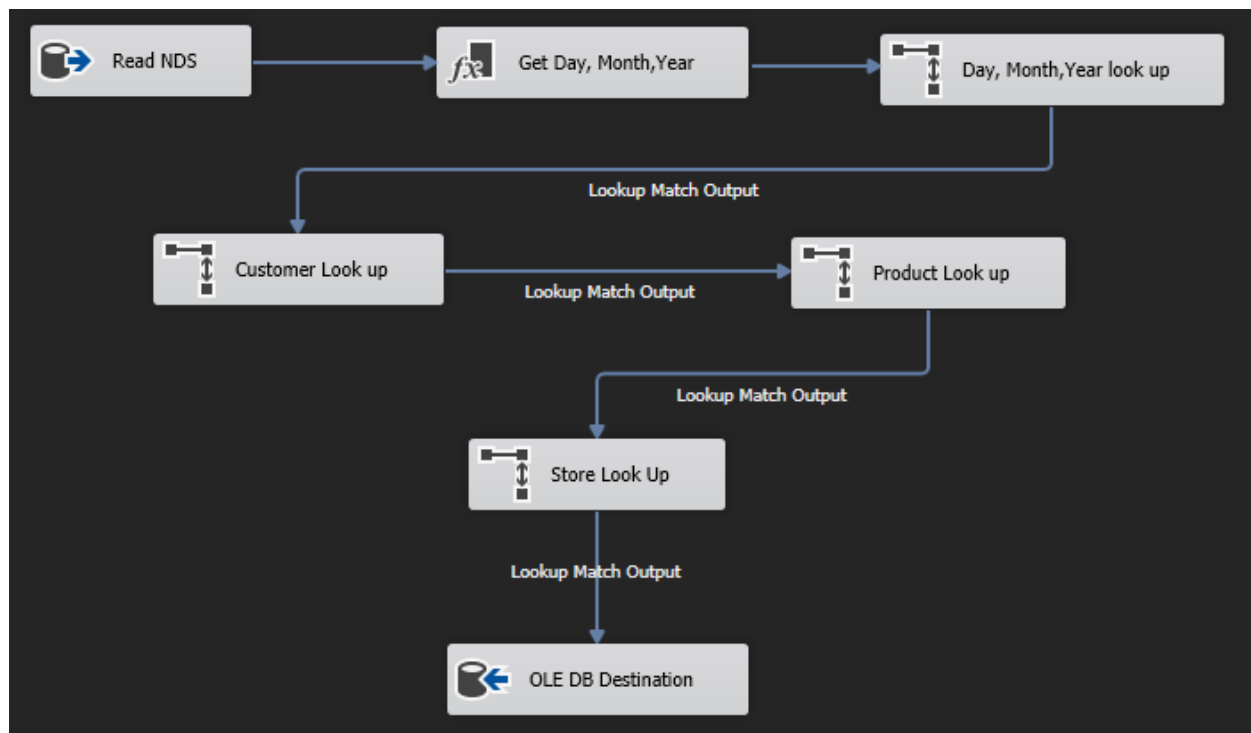 Read NDS
fx
Get Day, Month,Year
Day, Month,Year look up
Lookup Match Output
Customer Look up
Lookup Match Output
Product Look up
Lookup Match Output
Store Look Up
Lookup Match Output
OLE DB Destination